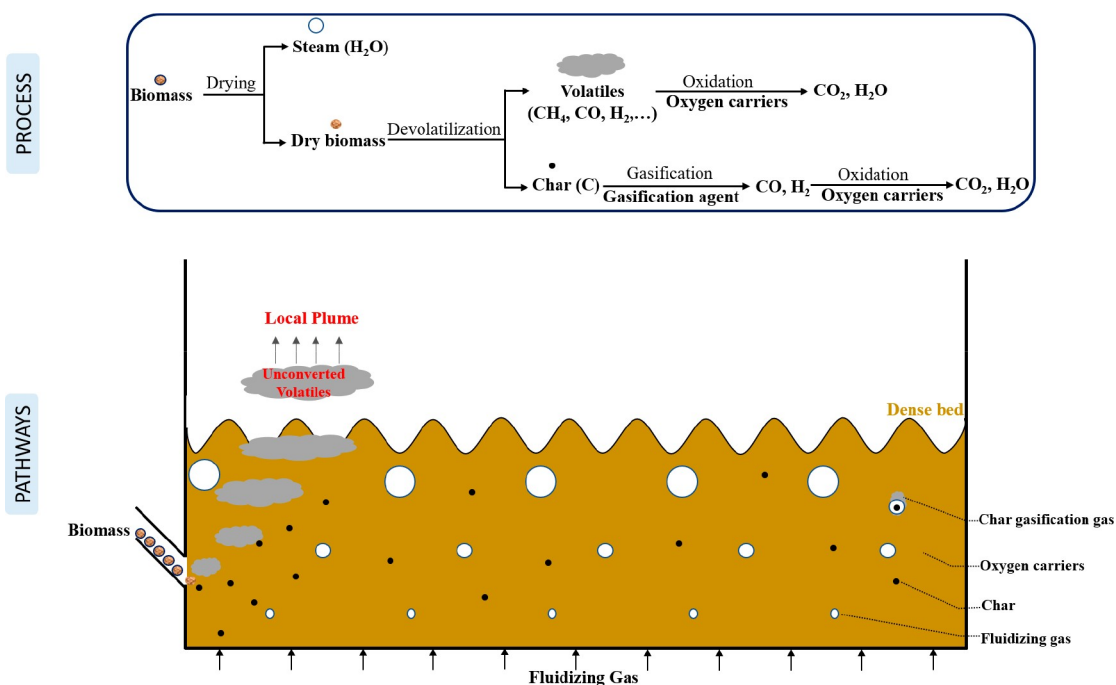 PROCESS
Steam (H₂O)
Biomass
Drying
Dry biomass
Devolatilization
Volatiles
(CH₄, CO, H₂,…)
Oxidation
Oxygen carriers
CO₂, H₂O
Char (C)
Gasification
Gasification agent
CO, H₂
Oxidation
Oxygen carriers
CO₂, H₂O
PATHWAYS
Local Plume
Unconverted
Volatiles
Dense bed
Biomass
Char gasification gas
Oxygen carriers
Char
Fluidizing gas
Fluidizing Gas